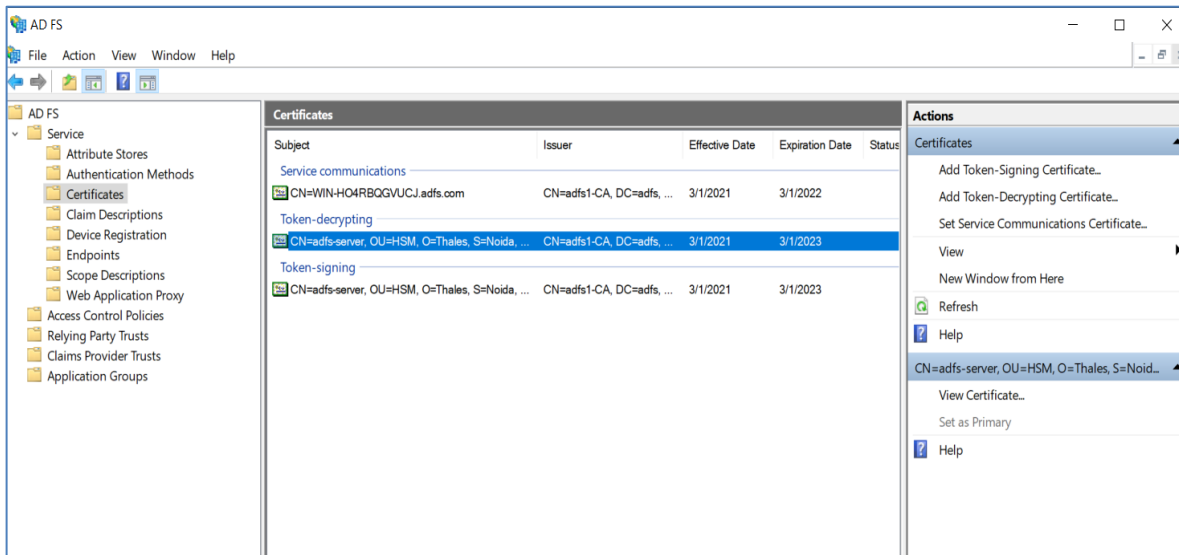 AD FS
File Action View Window Help
AD FS
Service
Attribute Stores
Authentication Methods
Certificates
Claim Descriptions
Device Registration
Endpoints
Scope Descriptions
Web Application Proxy
Access Control Policies
Relying Party Trusts
Claims Provider Trusts
Application Groups
Certificates
Subject Issuer Effective Date Expiration Date Status
Service communications
CN=WIN-HO4RBQGVUCJ.adfs.com CN=adfs1-CA, DC=adfs, ... 3/1/2021 3/1/2022
Token-decrypting
CN=adfs-server, OU=HSM, O=Thales, S=Noida, ... CN=adfs1-CA, DC=adfs, ... 3/1/2021 3/1/2023
Token-signing
CN=adfs-server, OU=HSM, O=Thales, S=Noida, ... CN=adfs1-CA, DC=adfs, ... 3/1/2021 3/1/2023
Actions
Certificates
Add Token-Signing Certificate...
Add Token-Decrypting Certificate...
Set Service Communications Certificate...
View
New Window from Here
Refresh
Help
CN=adfs-server, OU=HSM, O=Thales, S=Noid...
View Certificate...
Set as Primary
Help